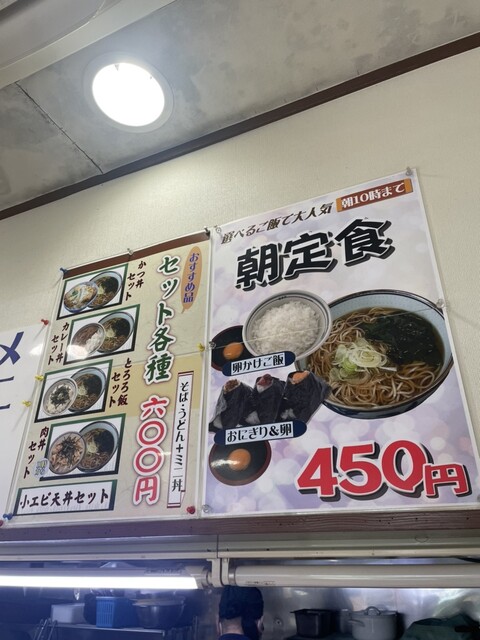 おすすめ品
セット各種
六〇〇円
そば・うどん+ミニ丼
かつ丼
セット
カレー丼
セット
とろろ飯
セット
肉丼
セット
・小エビ天丼セット
選べるご飯で大人気
朝10時まで
朝定食
卵かけご飯
おにぎり&卵
450円